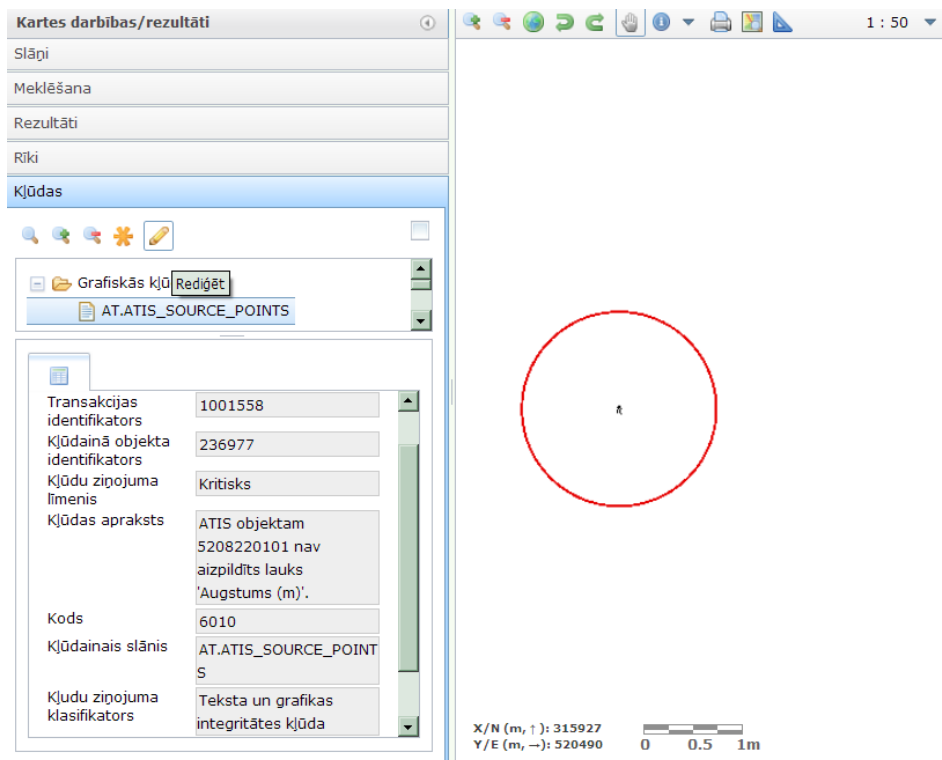 Kartes darbības/rezultāti
1 : 50
Slāņi
Meklēšana
Rezultāti
Rīki
Kļūdas
Grafiskās kļū
Rediģēt
AT.ATIS_SOURCE_POINTS
Transakcijas
identifikators
1001558
Kļūdainā objekta
identifikators
236977
Kļūdu ziņojuma
līmenis
Kritisks
Kļūdas apraksts
ATIS objektam
5208220101 nav
aizpildīts lauks
'Augstums (m)'.
Kods
6010
Kļūdainais slānis
AT.ATIS_SOURCE_POINT
S
Kļudu ziņojuma
klasifikators
Teksta un grafikas
integritātes kļūda
X/N (m, ↑): 315927
Y/E (m, →): 520490
0 0.5 1m